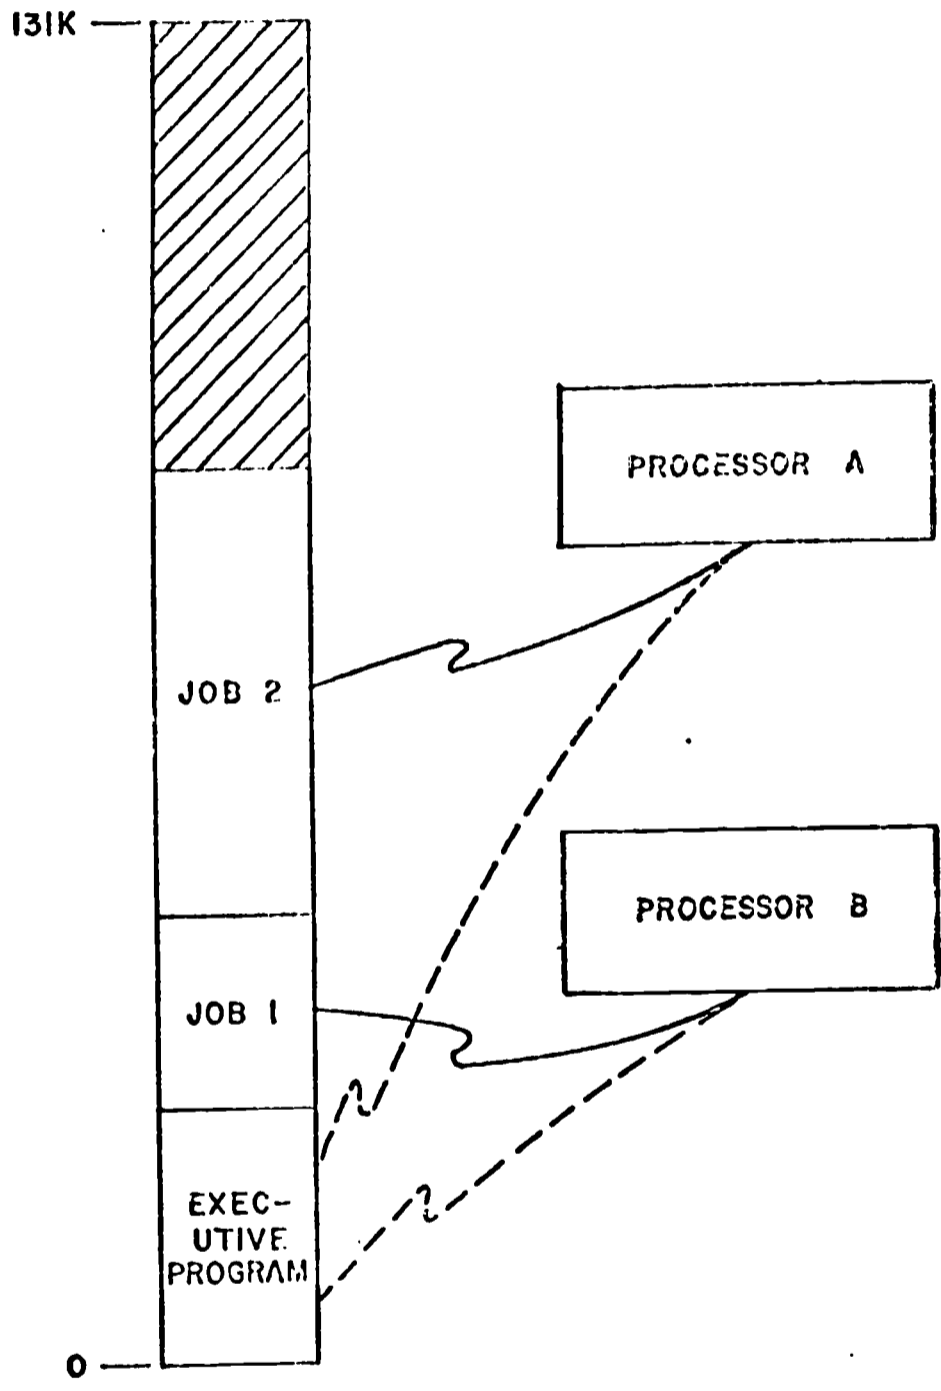 131K
PROCESSOR A
JOB 2
PROCESSOR B
JOB 1
EXEC-
UTIVE
PROGRAM
0